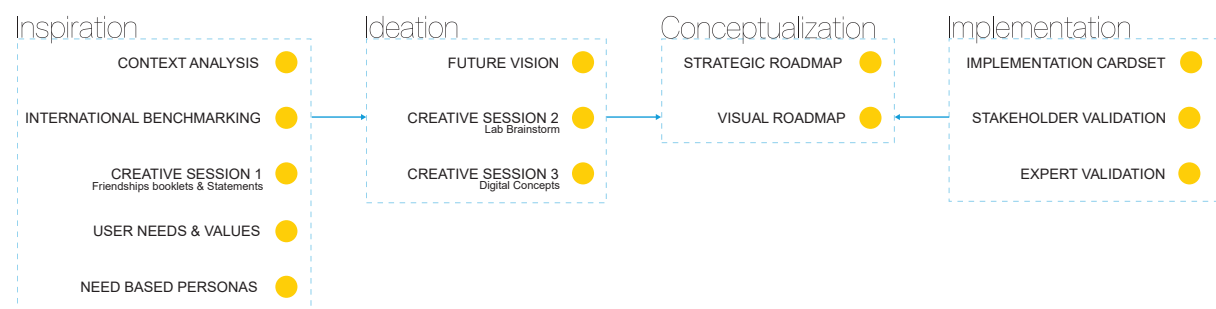 Inspiration
CONTEXT ANALYSIS
INTERNATIONAL BENCHMARKING
CREATIVE SESSION 1
Friendships booklets & Statements
USER NEEDS & VALUES
NEED BASED PERSONAS
Ideation
FUTURE VISION
CREATIVE SESSION 2
Lab Brainstorm
CREATIVE SESSION 3
Digital Concepts
Conceptualization
STRATEGIC ROADMAP
VISUAL ROADMAP
Implementation
IMPLEMENTATION CARDSET
STAKEHOLDER VALIDATION
EXPERT VALIDATION